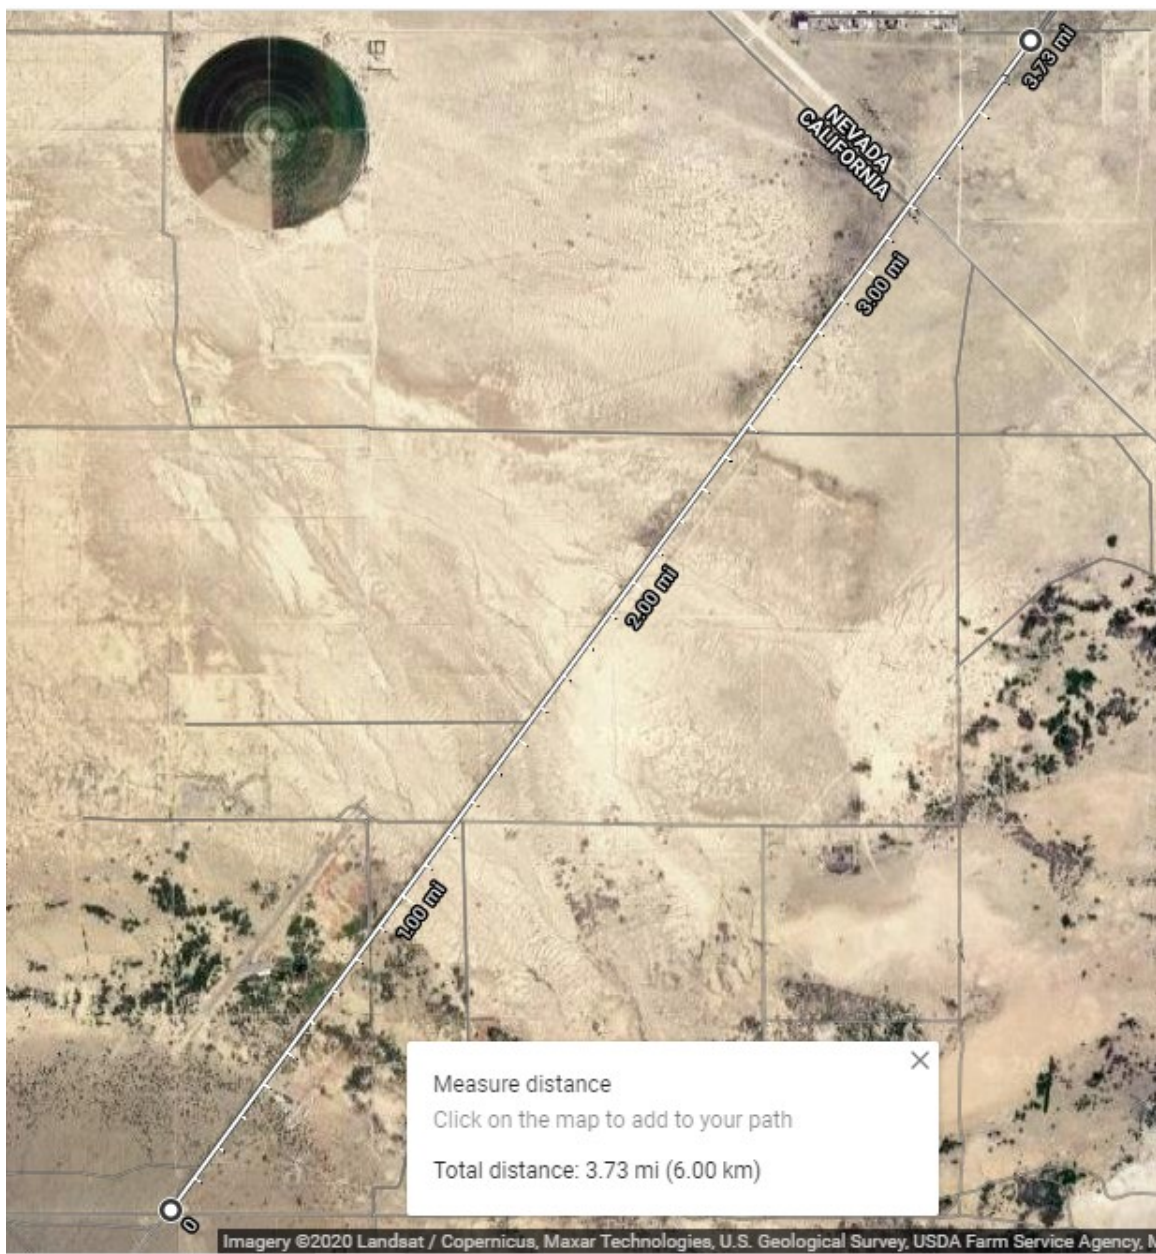 3.73 mi
NEVADA
CALIFORNIA
3.00 mi
2.00 mi
1.00 mi
Measure distance
Click on the map to add to your path
Total distance: 3.73 mi (6.00 km)
0
Imagery ©2020 Landsat / Copernicus, Maxar Technologies, U.S. Geological Survey, USDA Farm Service Agency, M